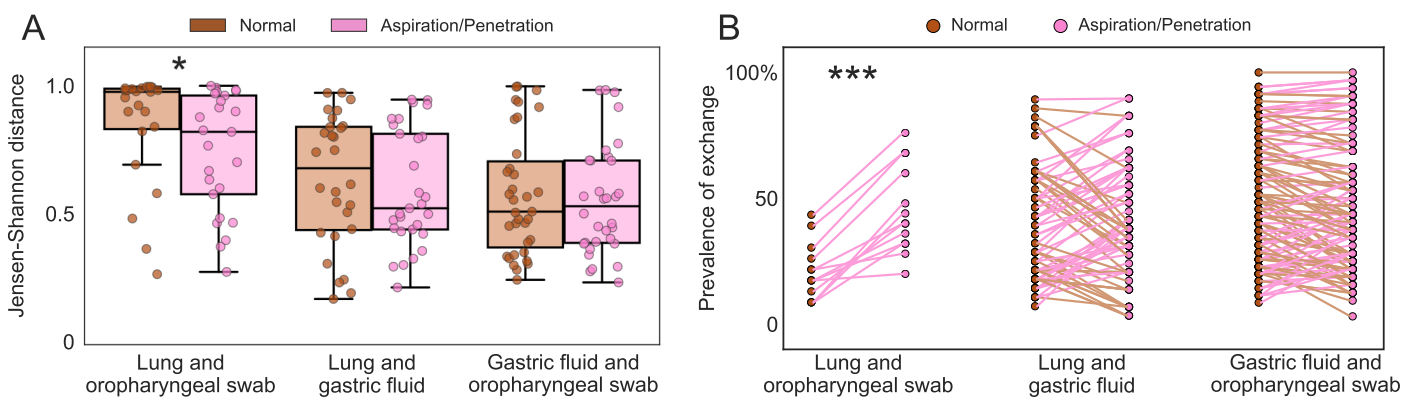 A
Normal
Aspiration/Penetration
Jensen-Shannon distance
1.0
0.5
0
*
Lung and
oropharyngeal swab
Lung and
gastric fluid
Gastric fluid and
oropharyngeal swab
B
Normal
Aspiration/Penetration
Prevalence of exchange
100%
50
0
***
Lung and
oropharyngeal swab
Lung and
gastric fluid
Gastric fluid and
oropharyngeal swab